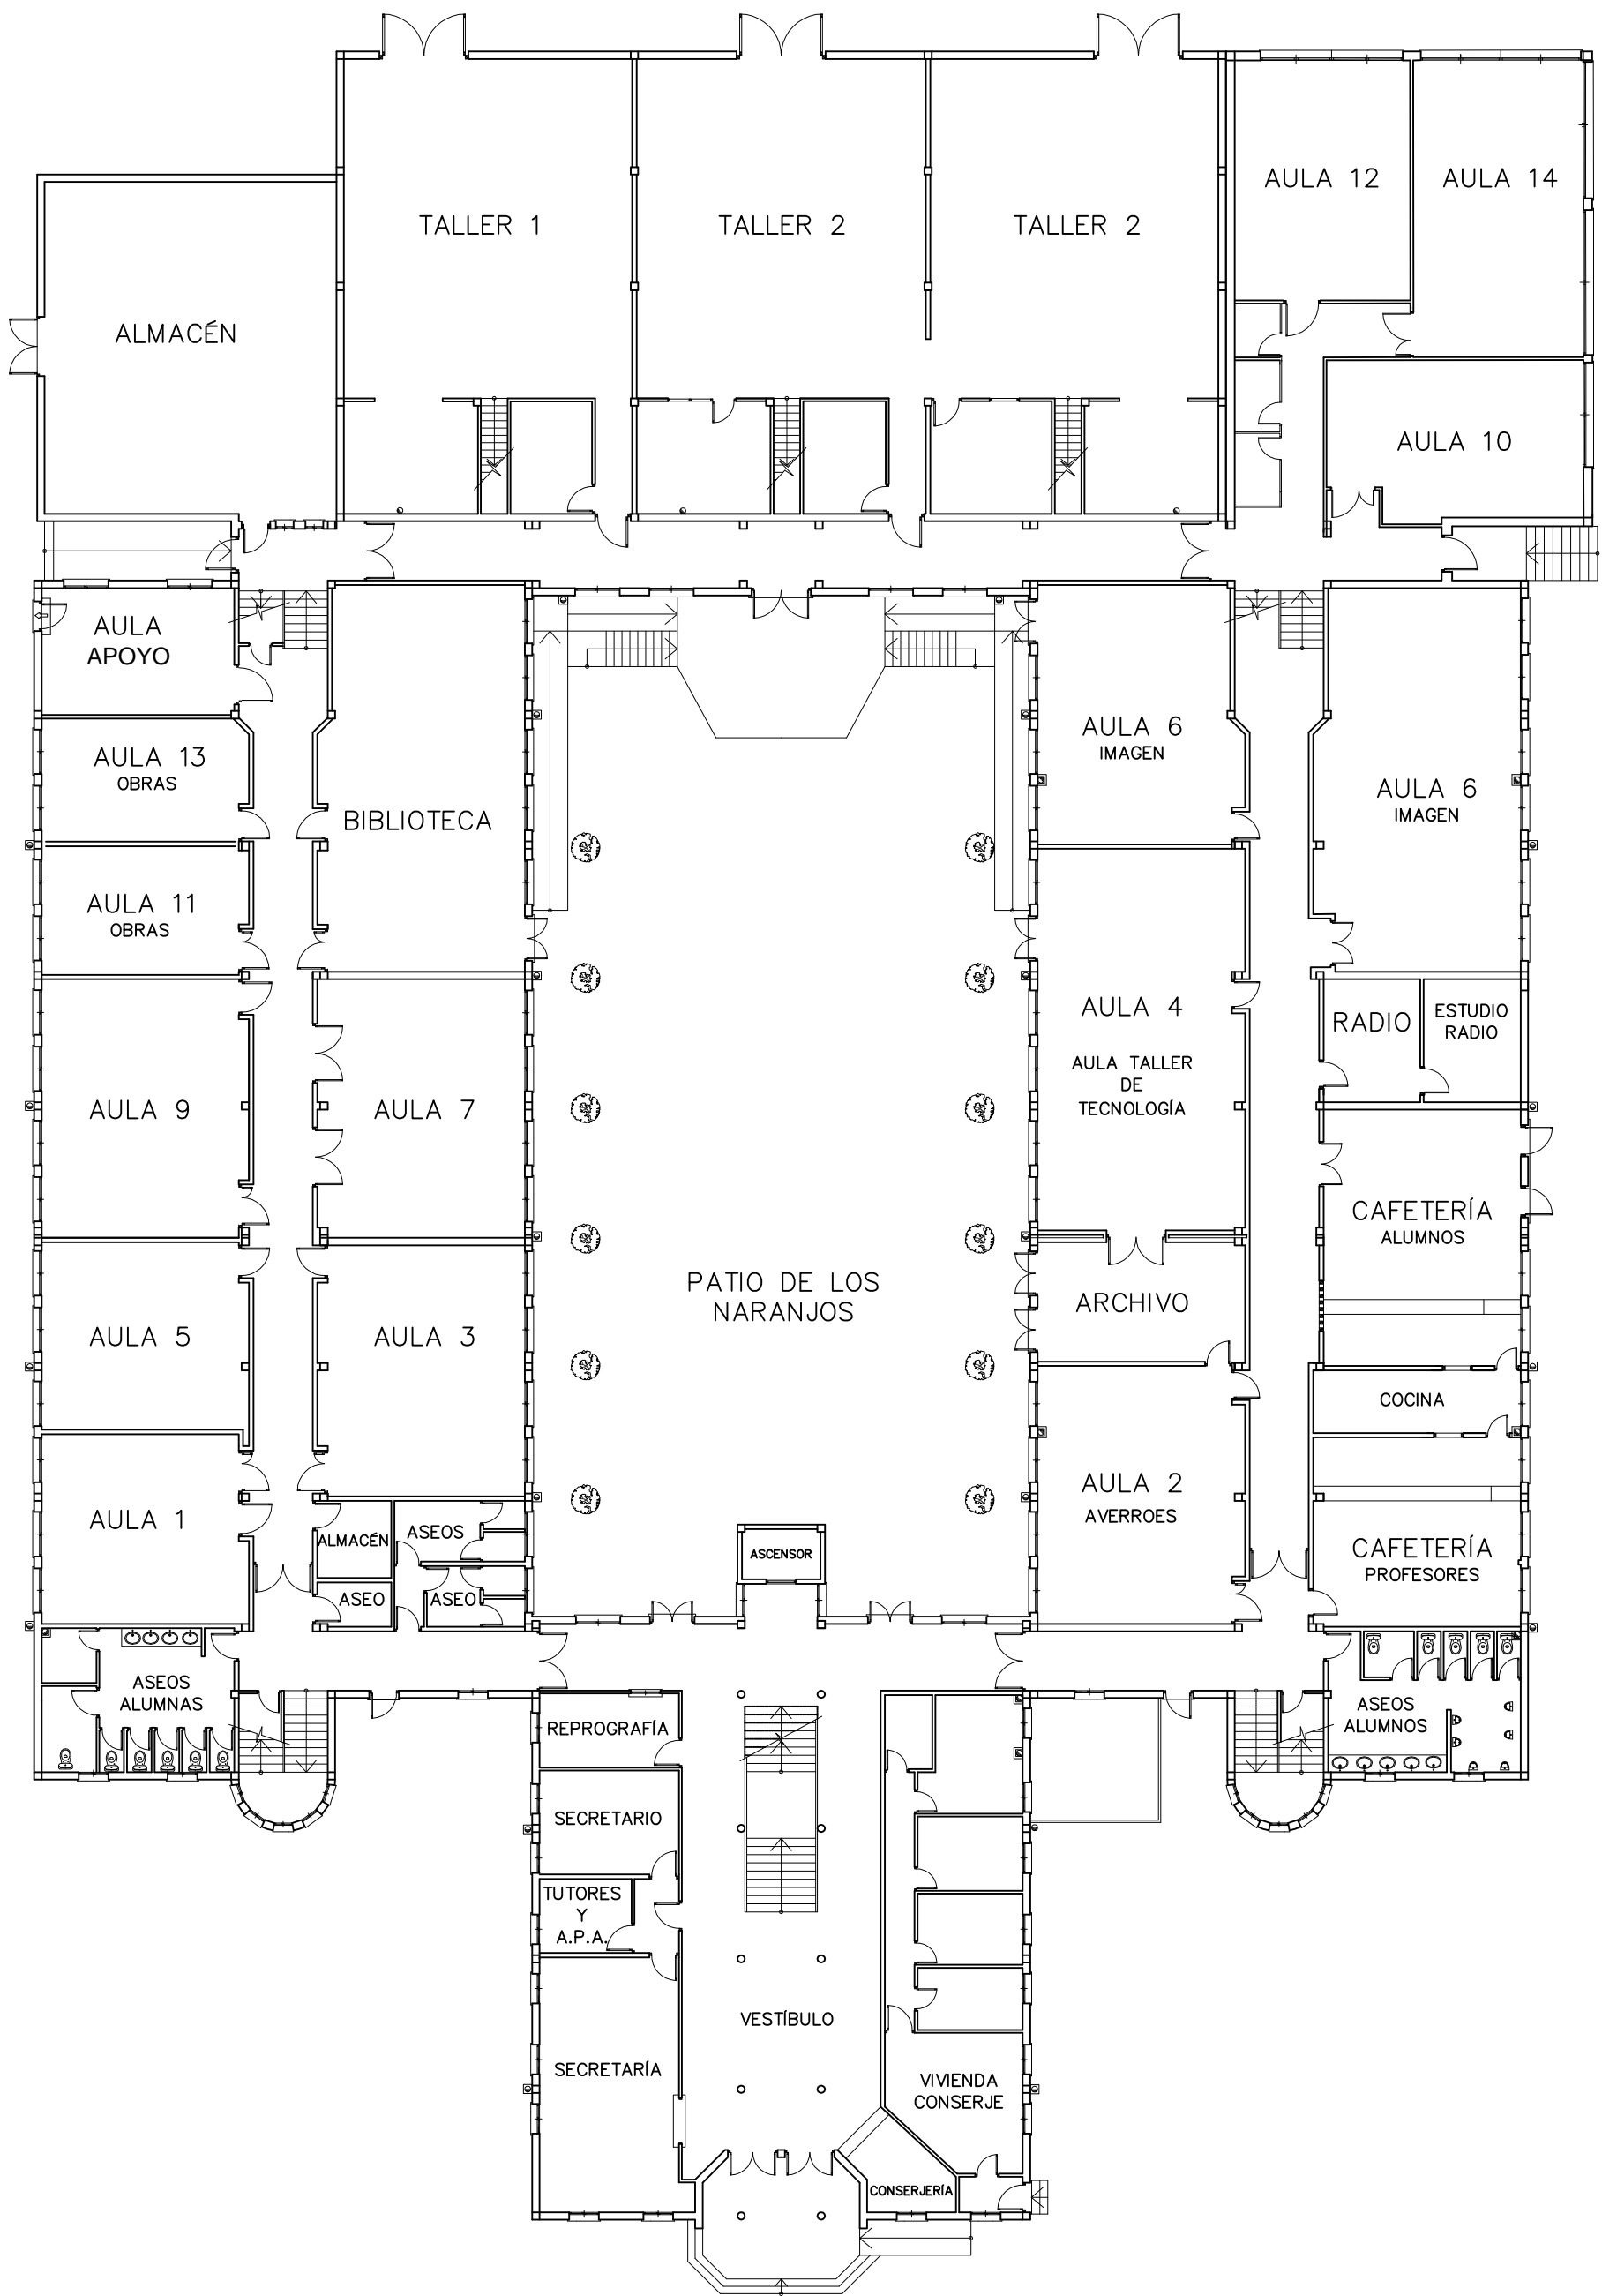 AULA 12
AULA 14
TALLER 1
TALLER 2
TALLER 2
ALMACÉN
AULA 10
AULA
APOYO
AULA 13
OBRAS
BIBLIOTECA
AULA 6
IMAGEN
AULA 6
IMAGEN
AULA 11
OBRAS
AULA 4
AULA TALLER
DE
TECNOLOGÍA
RADIO
ESTUDIO
RADIO
AULA 9
AULA 7
CAFETERÍA
ALUMNOS
PATIO DE LOS
NARANJOS
ARCHIVO
AULA 5
AULA 3
COCINA
AULA 2
AVERROES
AULA 1
ALMACÉN
ASEOS
ASCENSOR
CAFETERÍA
PROFESORES
ASEO
ASEO
ASEOS
ALUMNAS
ASEOS
ALUMNOS
REPROGRAFÍA
SECRETARIO
TUTORES
Y
A.P.A.
VESTÍBULO
SECRETARÍA
VIVIENDA
CONSERJE
CONSERJERÍA